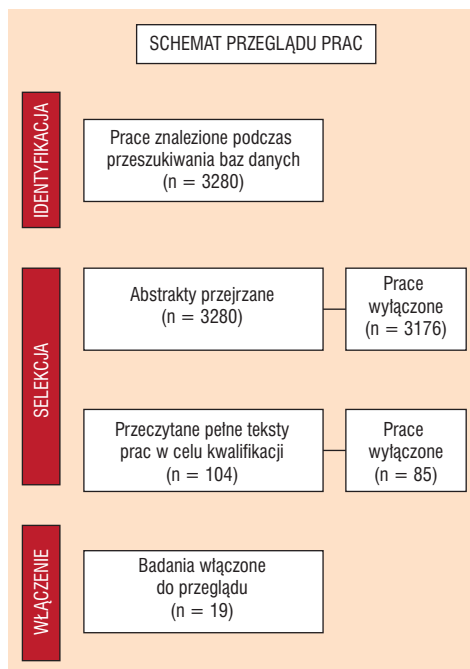 SCHEMAT PRZEGLĄDU PRAC
IDENTYFIKACJA
Prace znalezione podczas
przeszukiwania baz danych
(n = 3280)
SELEKCJA
Abstrakty przejrzane
(n = 3280)
Prace
wyłączone
(n = 3176)
Przeczytane pełne teksty
prac w celu kwalifikacji
(n = 104)
Prace
wyłączone
(n = 85)
WŁĄCZENIE
Badania włączone
do przeglądu
(n = 19)